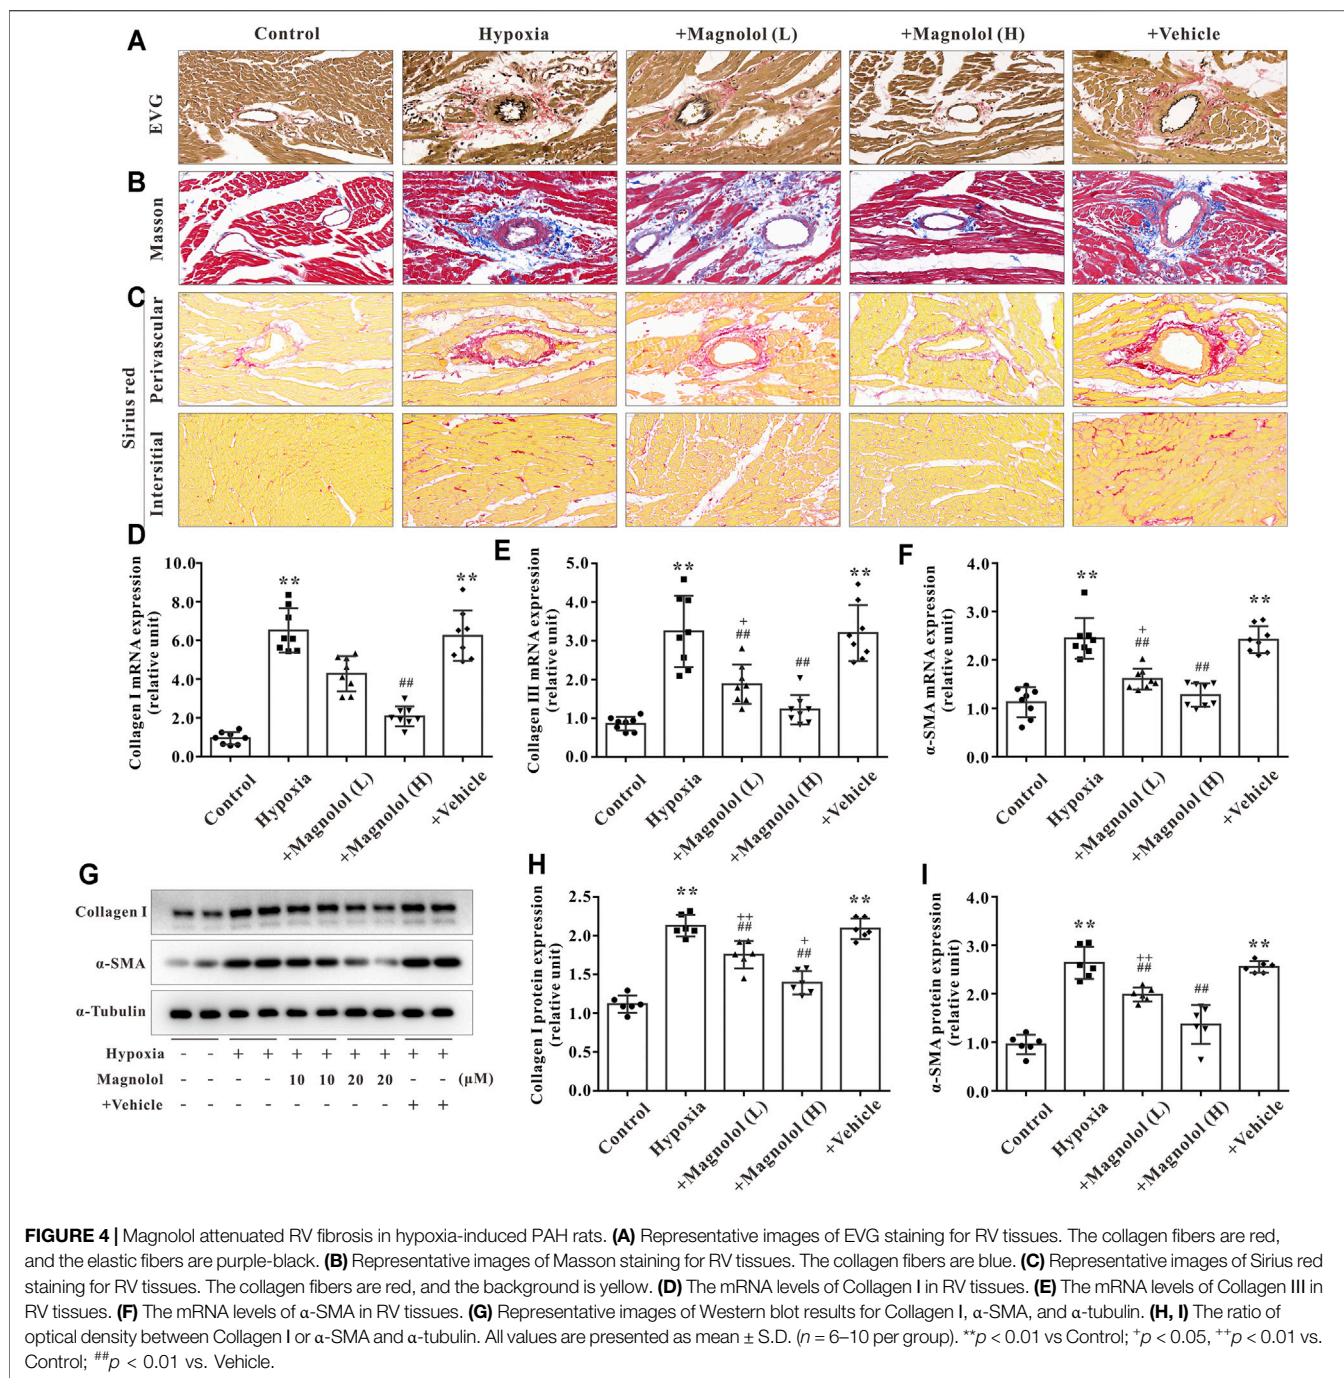 A
Control
Hypoxia
+Magnolol (L)
+Magnolol (H)
+Vehicle
EVG
B
Masson
C
Sirius red
Perivascular
Intersitial
D
Collagen I mRNA expression
(relative unit)
10.0
8.0
6.0
4.0
2.0
0.0
**
##
**
Control
Hypoxia
+Magnolol (L)
+Magnolol (H)
+Vehicle
E
Collagen III mRNA expression
(relative unit)
5.0
4.0
3.0
2.0
1.0
0.0
**
+
##
##
**
Control
Hypoxia
+Magnolol (L)
+Magnolol (H)
+Vehicle
F
α-SMA mRNA expression
(relative unit)
4.0
3.0
2.0
1.0
0.0
**
+
##
##
**
Control
Hypoxia
+Magnolol (L)
+Magnolol (H)
+Vehicle
G
Collagen I
α-SMA
α-Tubulin
Hypoxia - - + + + + + + + +
Magnolol - - - - 10 10 20 20 - - (μM)
+Vehicle - - - - - - - - + +
H
Collagen I protein expression
(relative unit)
2.5
2.0
1.5
1.0
0.5
0.0
**
++
##
+
##
**
Control
Hypoxia
+Magnolol (L)
+Magnolol (H)
+Vehicle
I
α-SMA protein expression
(relative unit)
4.0
3.0
2.0
1.0
0.0
**
++
##
##
**
Control
Hypoxia
+Magnolol (L)
+Magnolol (H)
+Vehicle
FIGURE 4 | Magnolol attenuated RV fibrosis in hypoxia-induced PAH rats. (A) Representative images of EVG staining for RV tissues. The collagen fibers are red,
and the elastic fibers are purple-black. (B) Representative images of Masson staining for RV tissues. The collagen fibers are blue. (C) Representative images of Sirius red
staining for RV tissues. The collagen fibers are red, and the background is yellow. (D) The mRNA levels of Collagen I in RV tissues. (E) The mRNA levels of Collagen III in
RV tissues. (F) The mRNA levels of α-SMA in RV tissues. (G) Representative images of Western blot results for Collagen I, α-SMA, and α-tubulin. (H, I) The ratio of
optical density between Collagen I or α-SMA and α-tubulin. All values are presented as mean ± S.D. (n = 6–10 per group). **p < 0.01 vs Control; +p < 0.05, ++p < 0.01 vs.
Control; ##p < 0.01 vs. Vehicle.